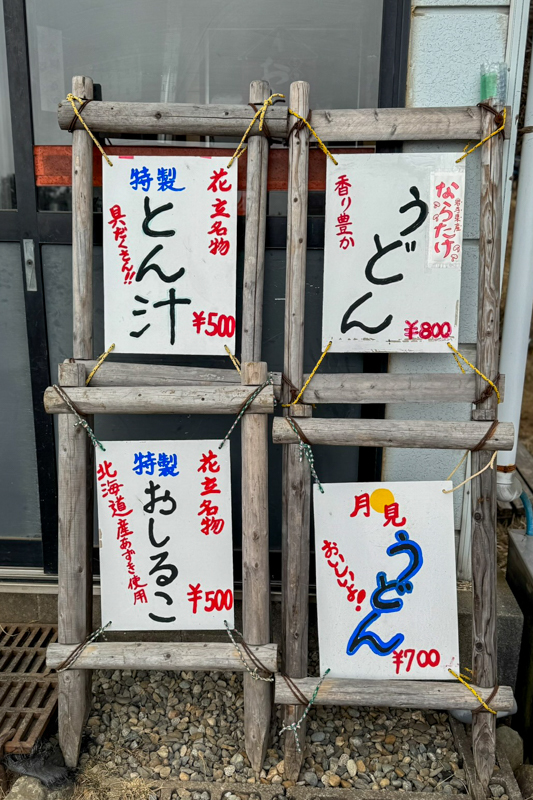 花立名物
特製
とん汁
具だくさん!!
¥500
ならたけ
岩手県産
うどん
香り豊か
¥800
花立名物
特製
おしるこ
北海道産あずき使用
¥500
月見
うどん
おいしいよ!
¥700